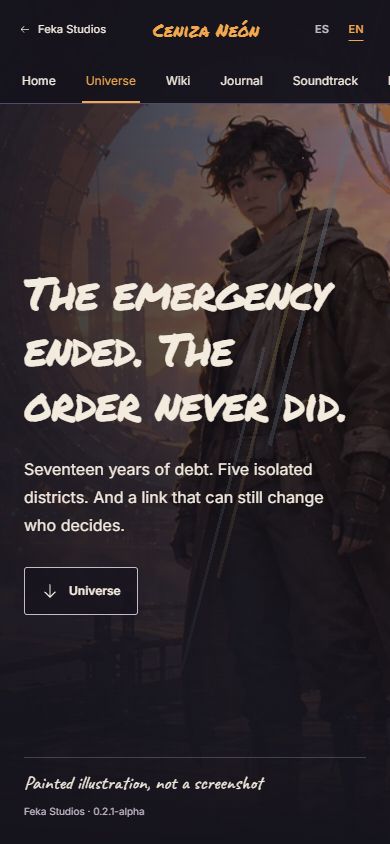 ← Feka Studios
Ceniza Neón
ES
EN
Home
Universe
Wiki
Journal
Soundtrack
The emergency
ended. The
order never did.
Seventeen years of debt. Five isolated
districts. And a link that can still change
who decides.
↓ Universe
Painted illustration, not a screenshot
Feka Studios · 0.2.1-alpha